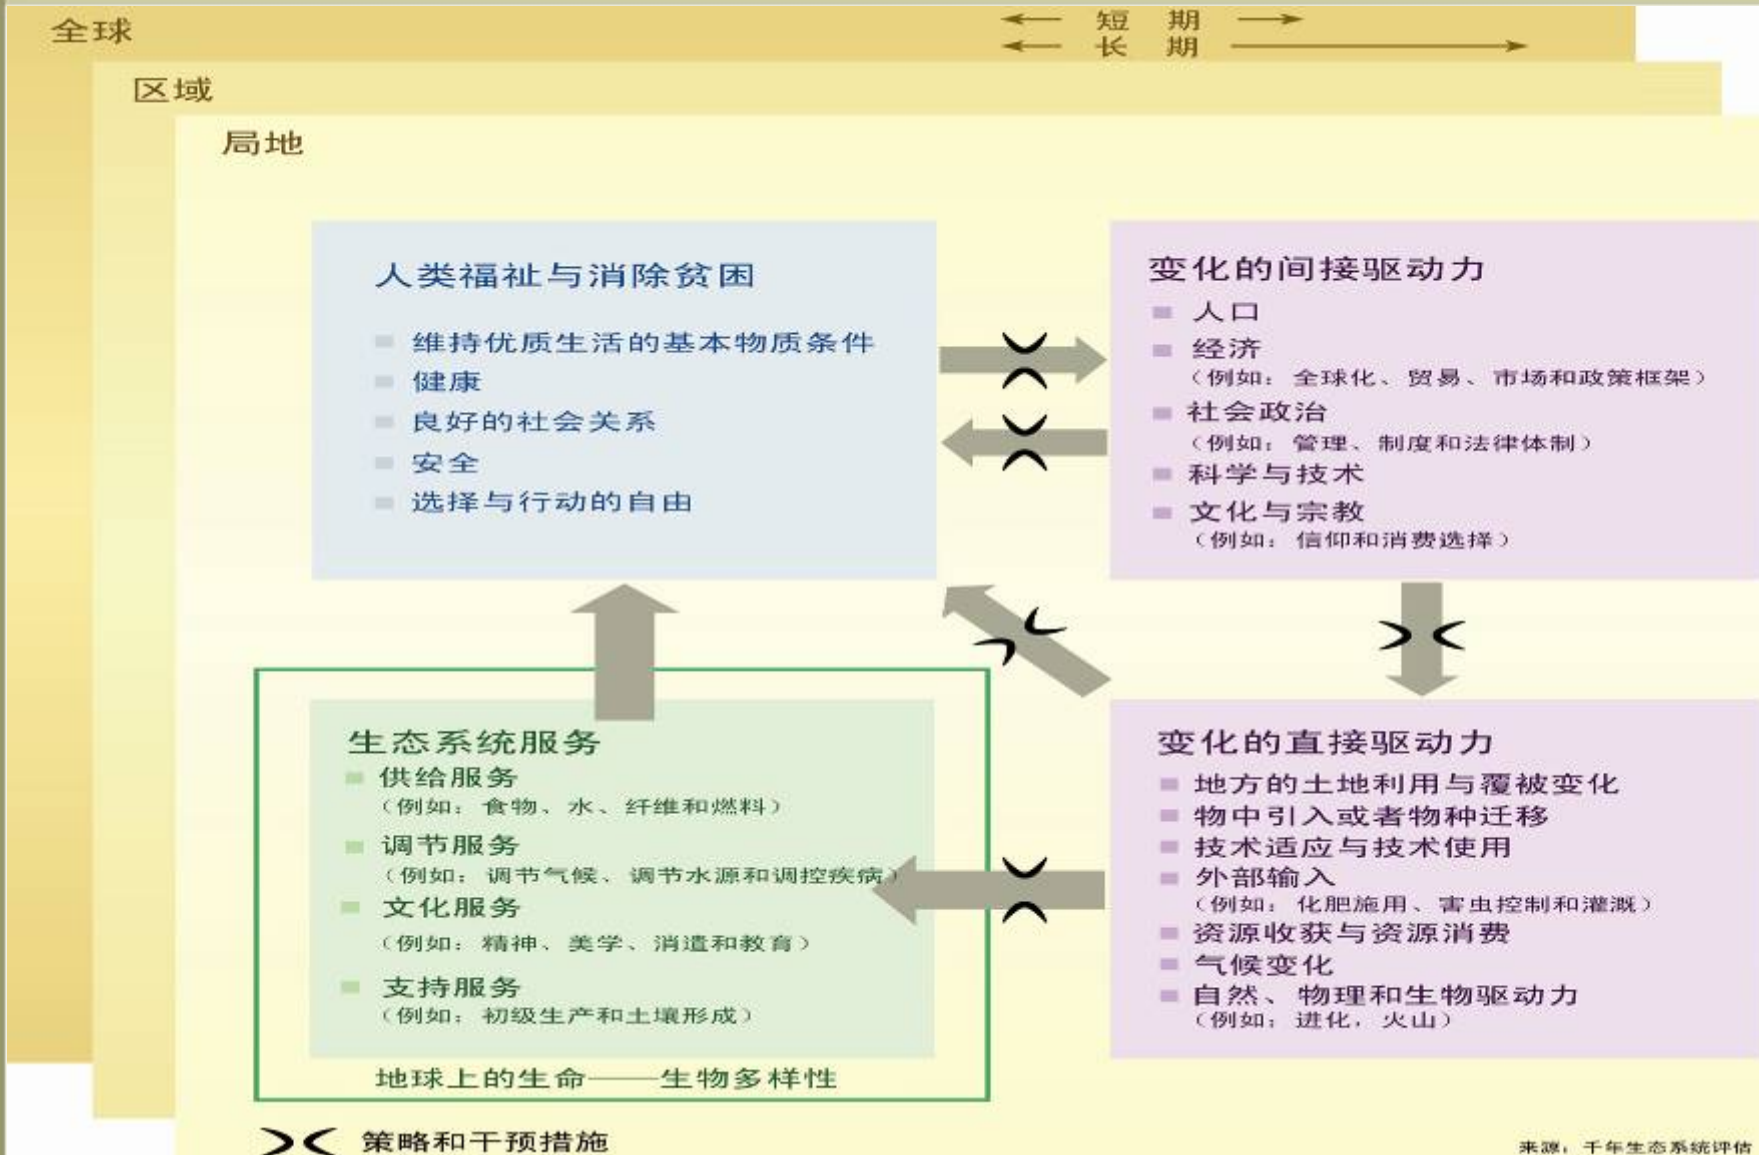 全球
短 期
长 期
区域
局地
人类福祉与消除贫困
维持优质生活的基本物质条件
健康
良好的社会关系
安全
选择与行动的自由
变化的间接驱动力
人口
经济
（例如：全球化、贸易、市场和政策框架）
社会政治
（例如：管理、制度和法律体制）
科学与技术
文化与宗教
（例如：信仰和消费选择）
生态系统服务
供给服务
（例如：食物、水、纤维和燃料）
调节服务
（例如：调节气候、调节水源和调控疾病）
文化服务
（例如：精神、美学、消遣和教育）
支持服务
（例如：初级生产和土壤形成）
地球上的生命——生物多样性
变化的直接驱动力
地方的土地利用与覆被变化
物中引入或者物种迁移
技术适应与技术使用
外部输入
（例如：化肥施用、害虫控制和灌溉）
资源收获与资源消费
气候变化
自然、物理和生物驱动力
（例如：进化，火山）
策略和干预措施
来源：千年生态系统评估